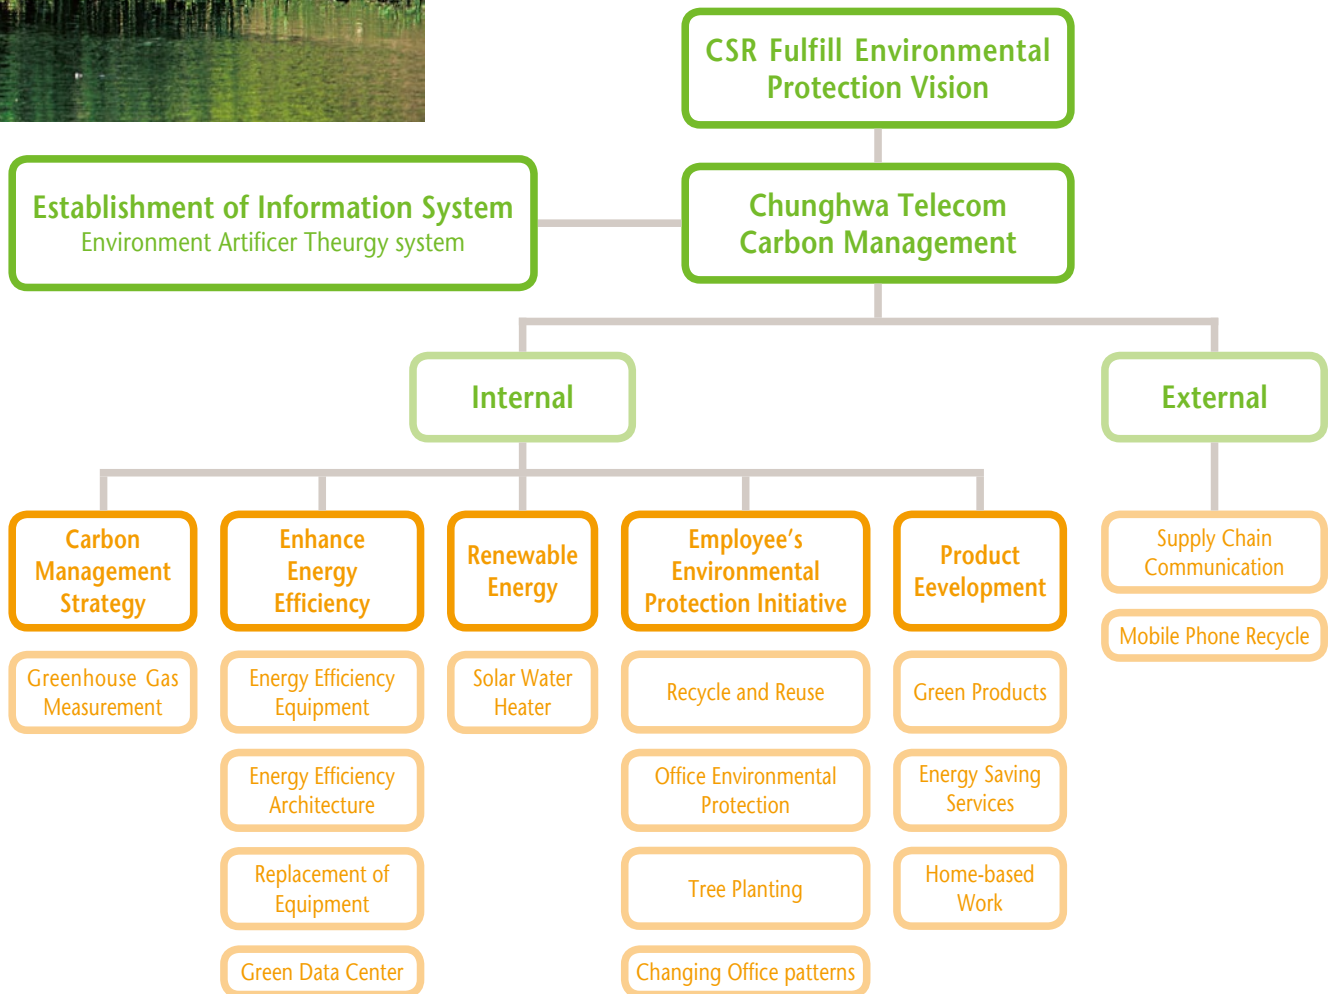 CSR Fulfill Environmental
Protection Vision
Establishment of Information System
Environment Artificer Theurgy system
Chunghwa Telecom
Carbon Management
Internal
External
Carbon
Management
Strategy
Greenhouse Gas
Measurement
Enhance
Energy
Efficiency
Energy Efficiency
Equipment
Energy Efficiency
Architecture
Replacement of
Equipment
Green Data Center
Renewable
Energy
Solar Water
Heater
Employee's
Environmental
Protection Initiative
Recycle and Reuse
Office Environmental
Protection
Tree Planting
Changing Office patterns
Product
Eevelopment
Green Products
Energy Saving
Services
Home-based
Work
Supply Chain
Communication
Mobile Phone Recycle